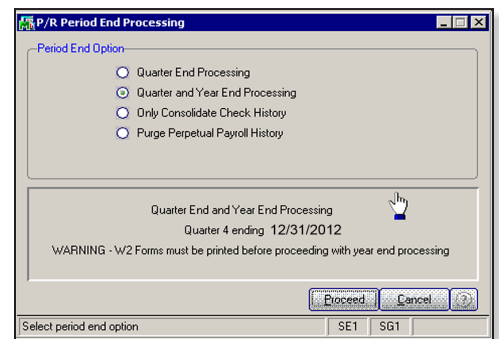 P/R Period End Processing
Period End Option
Quarter End Processing
Quarter and Year End Processing
Only Consolidate Check History
Purge Perpetual Payroll History
Quarter End and Year End Processing
Quarter 4 ending 12/31/2012
WARNING - W2 Forms must be printed before proceeding with year end processing
Proceed Cancel ?
Select period end option SE1 SG1